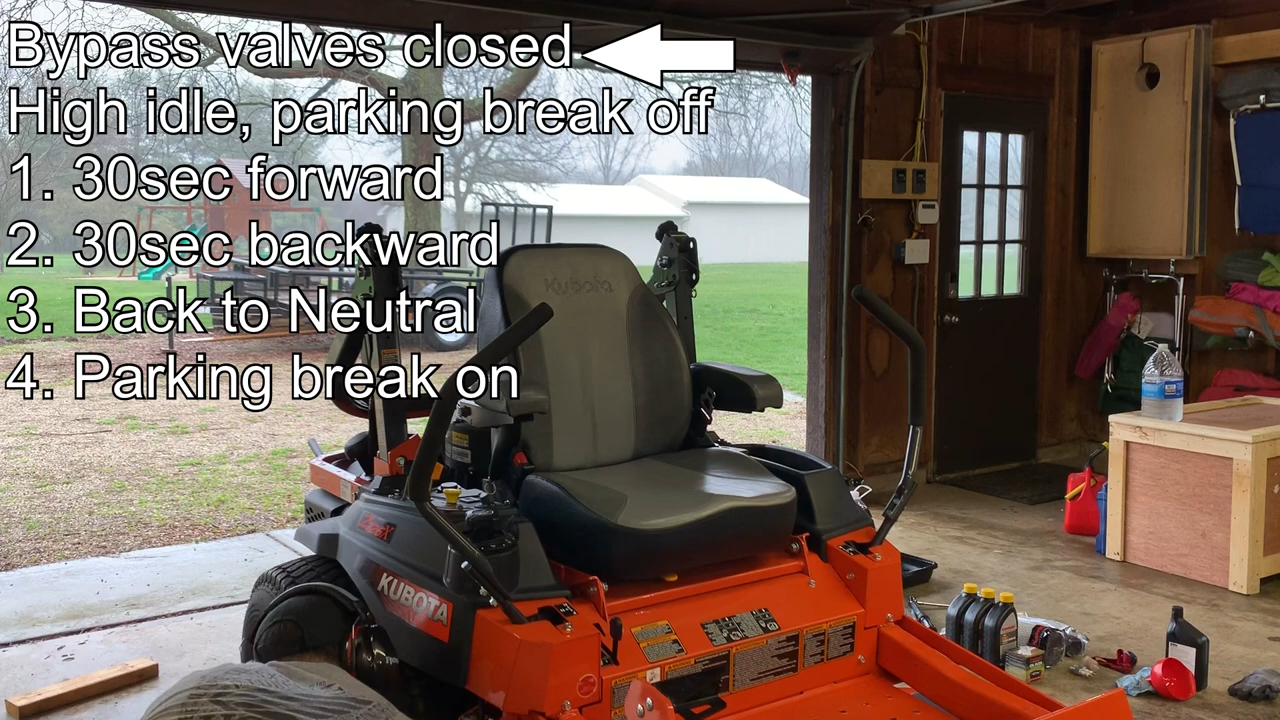 Bypass valves closed
High idle, parking break off
1. 30sec forward
2. 30sec backward
3. Back to Neutral
4. Parking break on
Kubota
KUBOTA